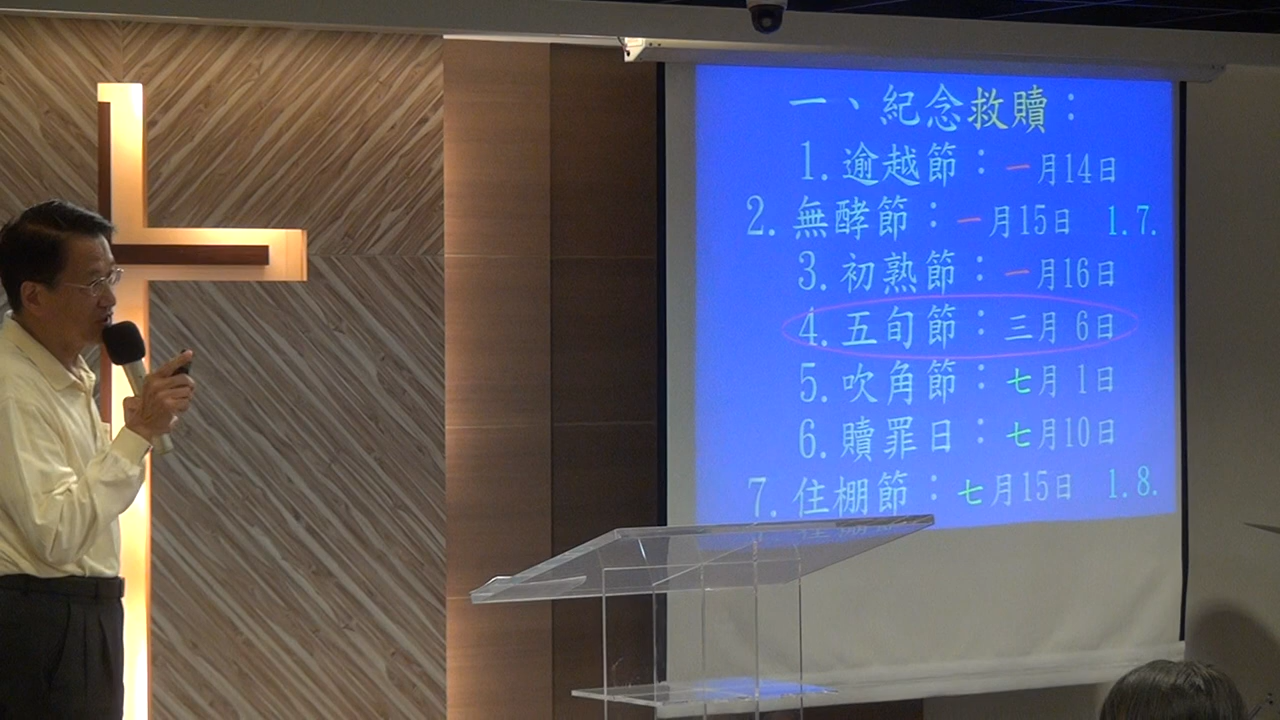 一、紀念救贖：
1.逾越節：一月14日
2.無酵節：一月15日 1.7.
3.初熟節：一月16日
4.五旬節：三月 6日
5.吹角節：七月 1日
6.贖罪日：七月10日
7.住棚節：七月15日 1.8.